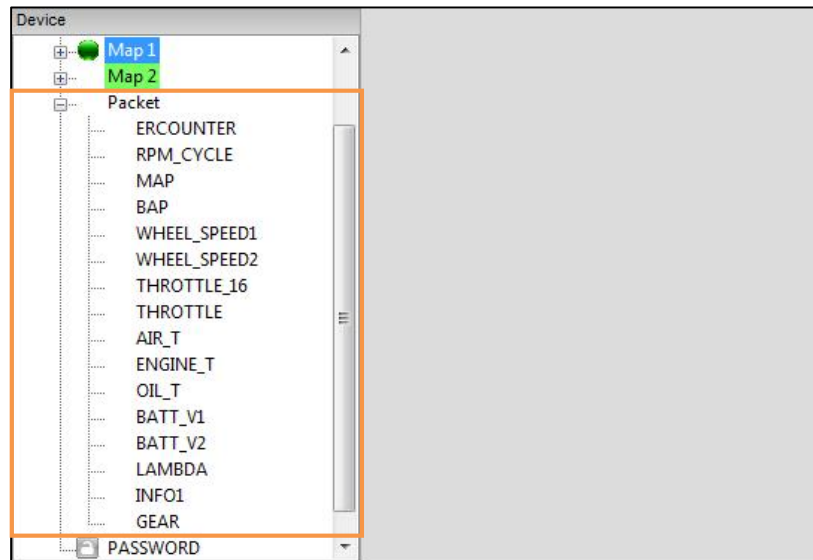 Device
Map 1
Map 2
Packet
ERCOUNTER
RPM_CYCLE
MAP
BAP
WHEEL_SPEED1
WHEEL_SPEED2
THROTTLE_16
THROTTLE
AIR_T
ENGINE_T
OIL_T
BATT_V1
BATT_V2
LAMBDA
INFO1
GEAR
PASSWORD